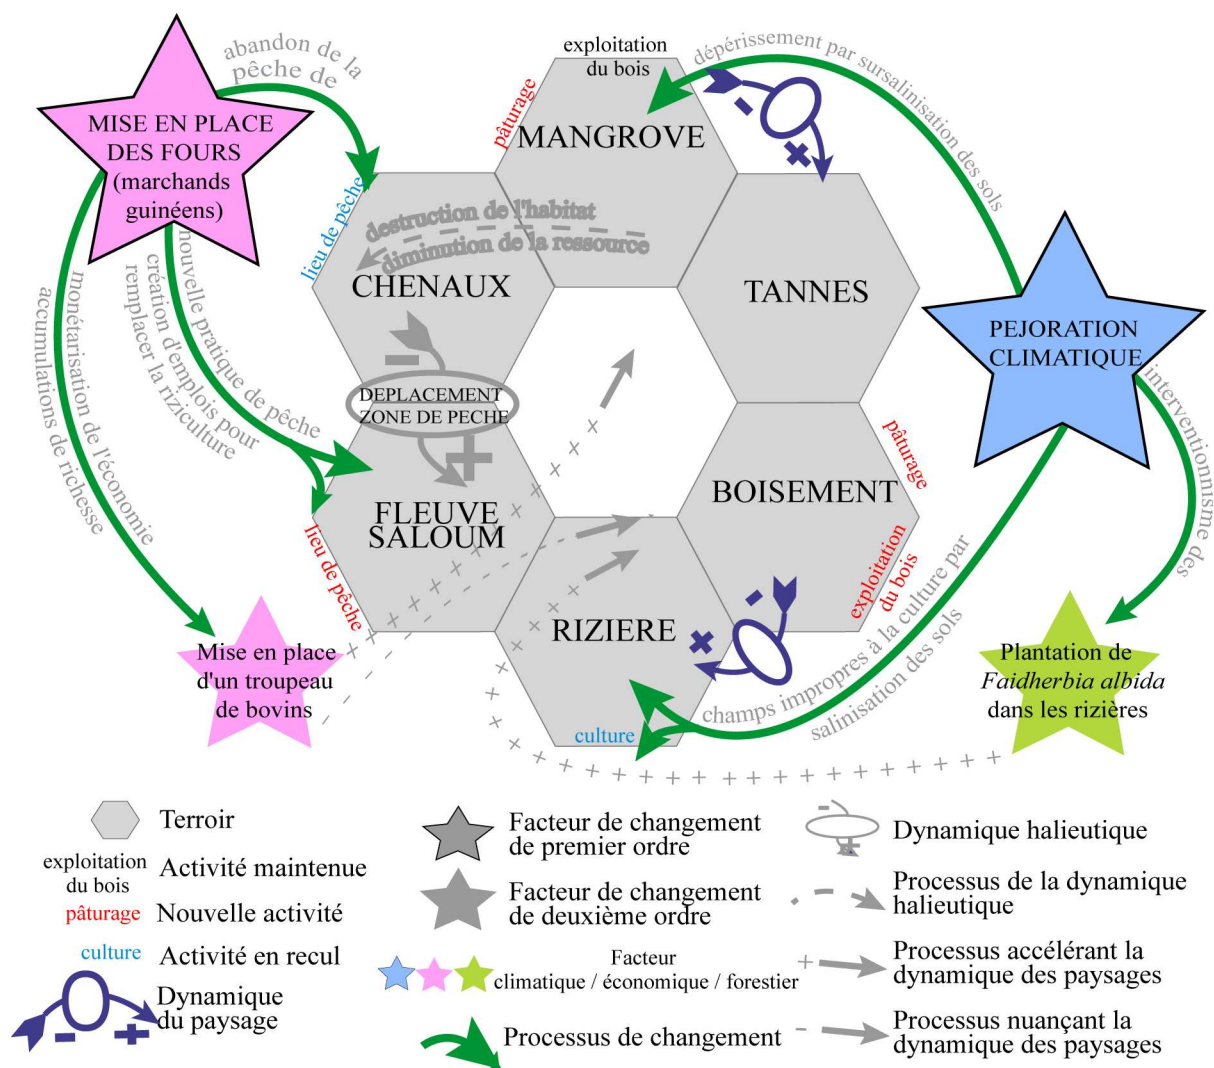 abandon de la
pêche de
MISE EN PLACE
DES FOURS
(marchands
guinéens)
exploitation
du bois
pâturage
MANGROVE
dépérissement par sursalinisation des sols
lieu de pêche
destruction de l'habitat
diminution de la ressource
CHENAUX
TANNES
PEJORATION
CLIMATIQUE
nouvelle pratique de pêche
création d'emplois pour
remplacer la riziculture
monétarisation de l'économie
accumulations de richesse
DEPLACEMENT
ZONE DE PECHE
FLEUVE
SALOUM
lieu de pêche
pâturage
BOISEMENT
exploitation
du bois
interventionnisme des
RIZIERE
culture
champs impropres à la culture par
salinisation des sols
Mise en place
d'un troupeau
de bovins
Plantation de
Faidherbia albida
dans les rizières
Terroir
exploitation
du bois
Activité maintenue
pâturage
Nouvelle activité
culture
Activité en recul
Dynamique
du paysage
Facteur de changement
de premier ordre
Facteur de changement
de deuxième ordre
Facteur
climatique / économique / forestier
Processus de changement
Dynamique halieutique
Processus de la dynamique
halieutique
Processus accélérant la
dynamique des paysages
Processus nuançant la
dynamique des paysages